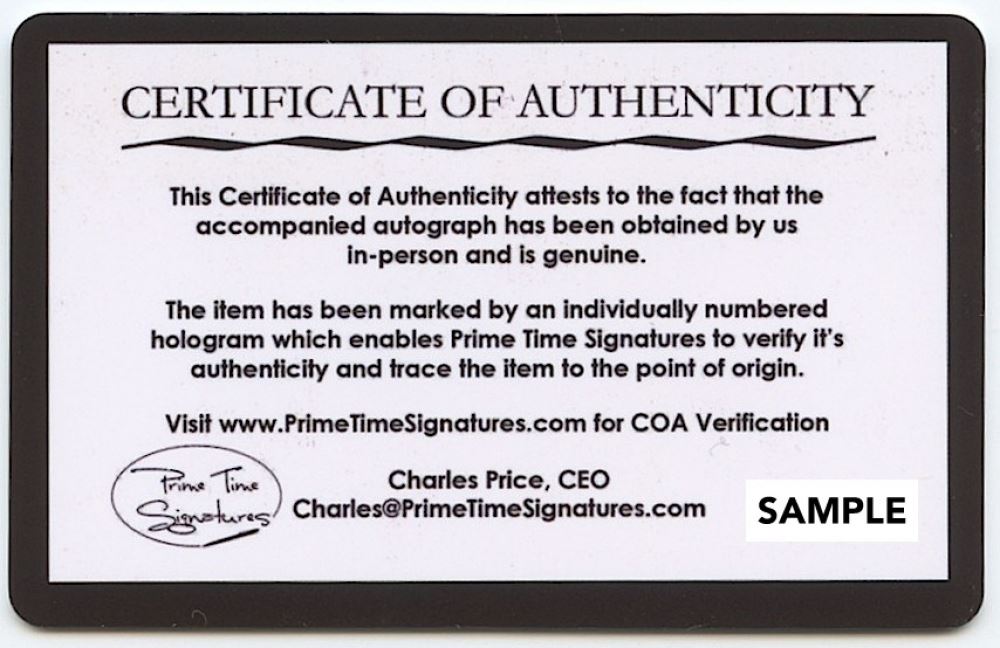 CERTIFICATE OF AUTHENTICITY
This Certificate of Authenticity attests to the fact that the
accompanied autograph has been obtained by us
in-person and is genuine.
The item has been marked by an individually numbered
hologram which enables Prime Time Signatures to verify it's
authenticity and trace the item to the point of origin.
Visit www.PrimeTimeSignatures.com for COA Verification
Prime Time
Signatures
Charles Price, CEO
Charles@PrimeTimeSignatures.com
SAMPLE